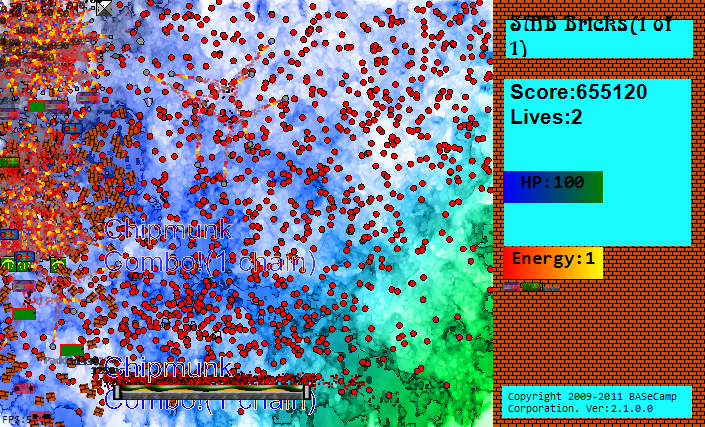 SMB Bricks(1 of
1)
Score:655120
Lives:2
HP:100
Energy:1
Chipmunk
Combo!(1 chain)
Chipmunk
Combo!(1 chain)
Copyright 2009-2011 BASeCamp
Corporation. Ver:2.1.0.0